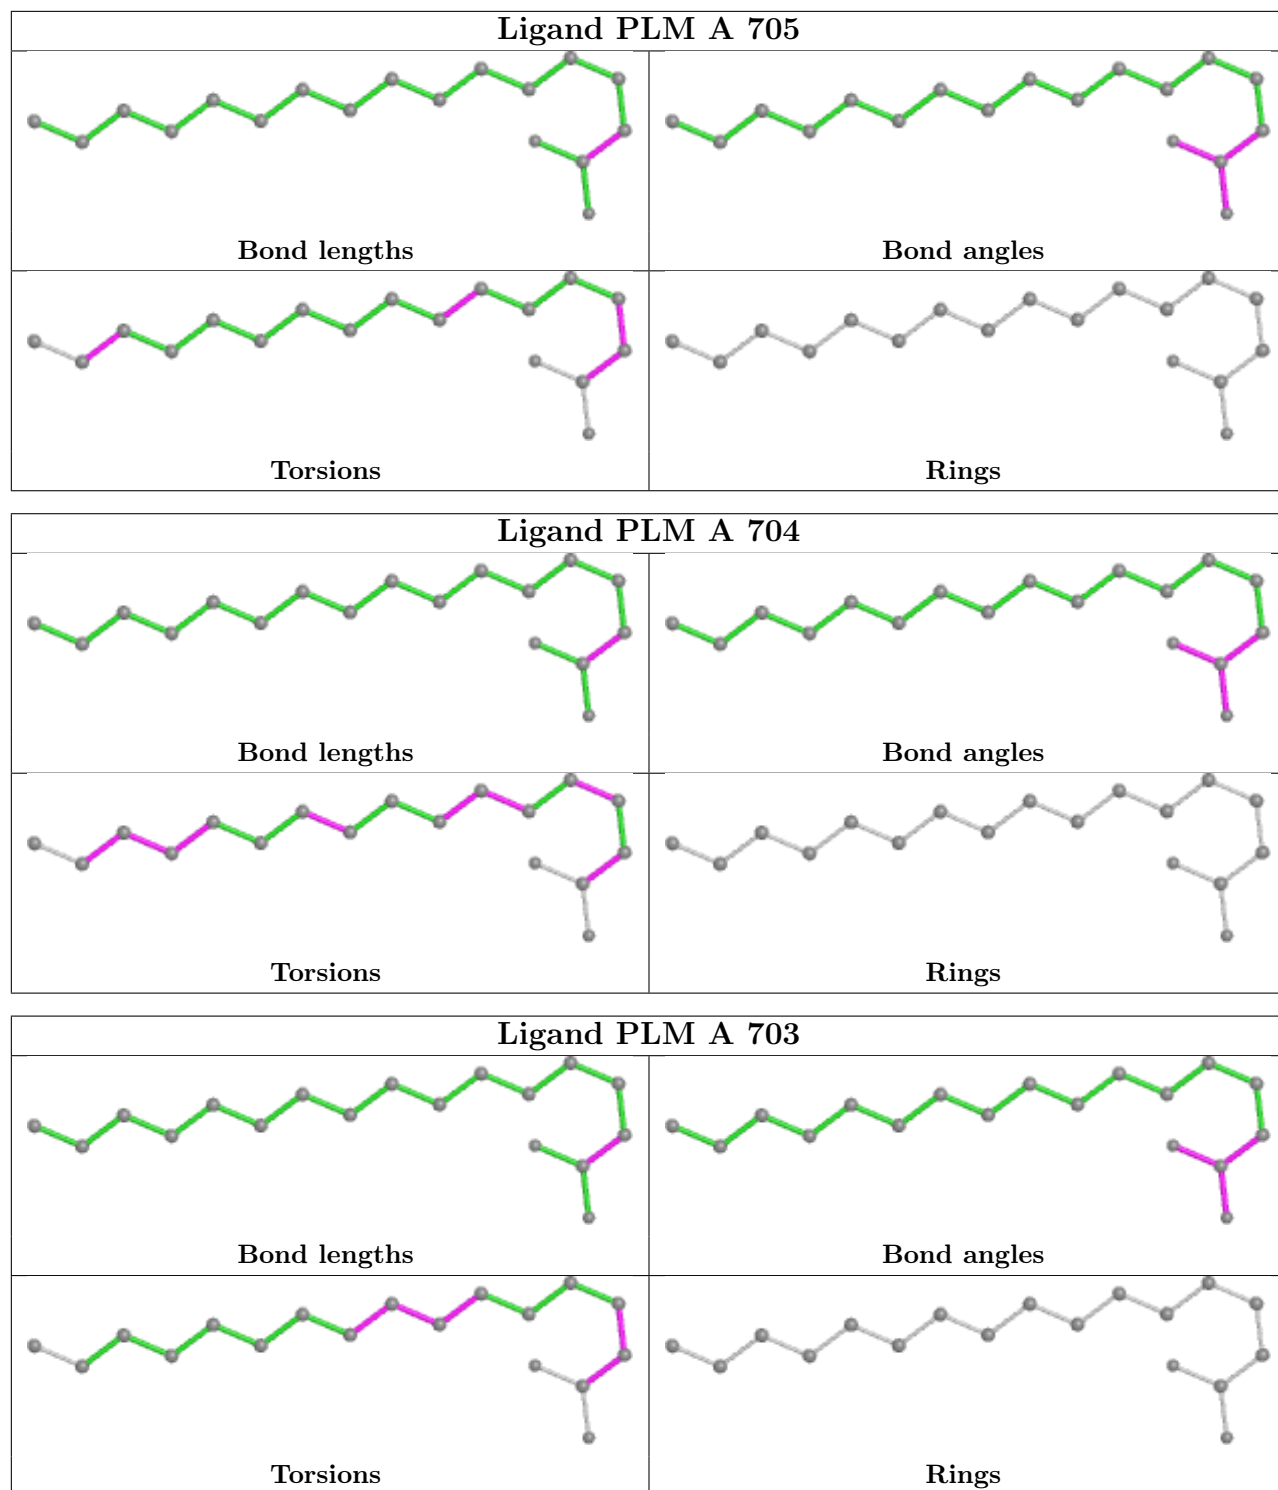 Ligand PLM A 705
Bond lengths
Bond angles
Torsions
Rings
Ligand PLM A 704
Bond lengths
Bond angles
Torsions
Rings
Ligand PLM A 703
Bond lengths
Bond angles
Torsions
Rings